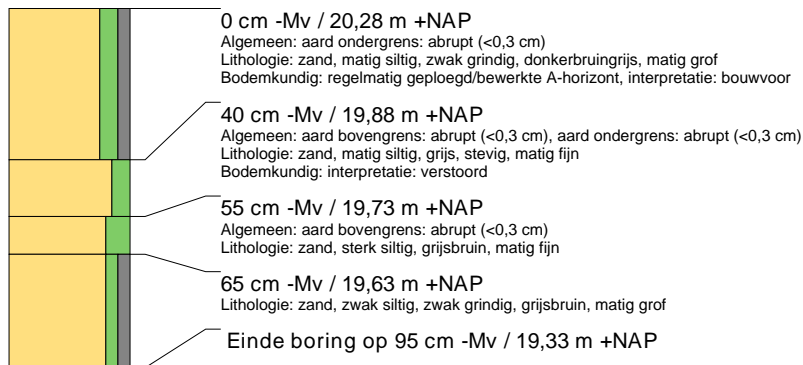 0 cm -Mv / 20,28 m +NAP
Algemeen: aard ondergrens: abrupt (<0,3 cm)
Lithologie: zand, matig siltig, zwak grindig, donkerbruingrijs, matig grof
Bodemkundig: regelmatig geploegd/bewerkte A-horizont, interpretatie: bouwvoor
40 cm -Mv / 19,88 m +NAP
Algemeen: aard bovengrens: abrupt (<0,3 cm), aard ondergrens: abrupt (<0,3 cm)
Lithologie: zand, matig siltig, grijs, stevig, matig fijn
Bodemkundig: interpretatie: verstoord
55 cm -Mv / 19,73 m +NAP
Algemeen: aard bovengrens: abrupt (<0,3 cm)
Lithologie: zand, sterk siltig, grijsbruin, matig fijn
65 cm -Mv / 19,63 m +NAP
Lithologie: zand, zwak siltig, zwak grindig, grijsbruin, matig grof
Einde boring op 95 cm -Mv / 19,33 m +NAP